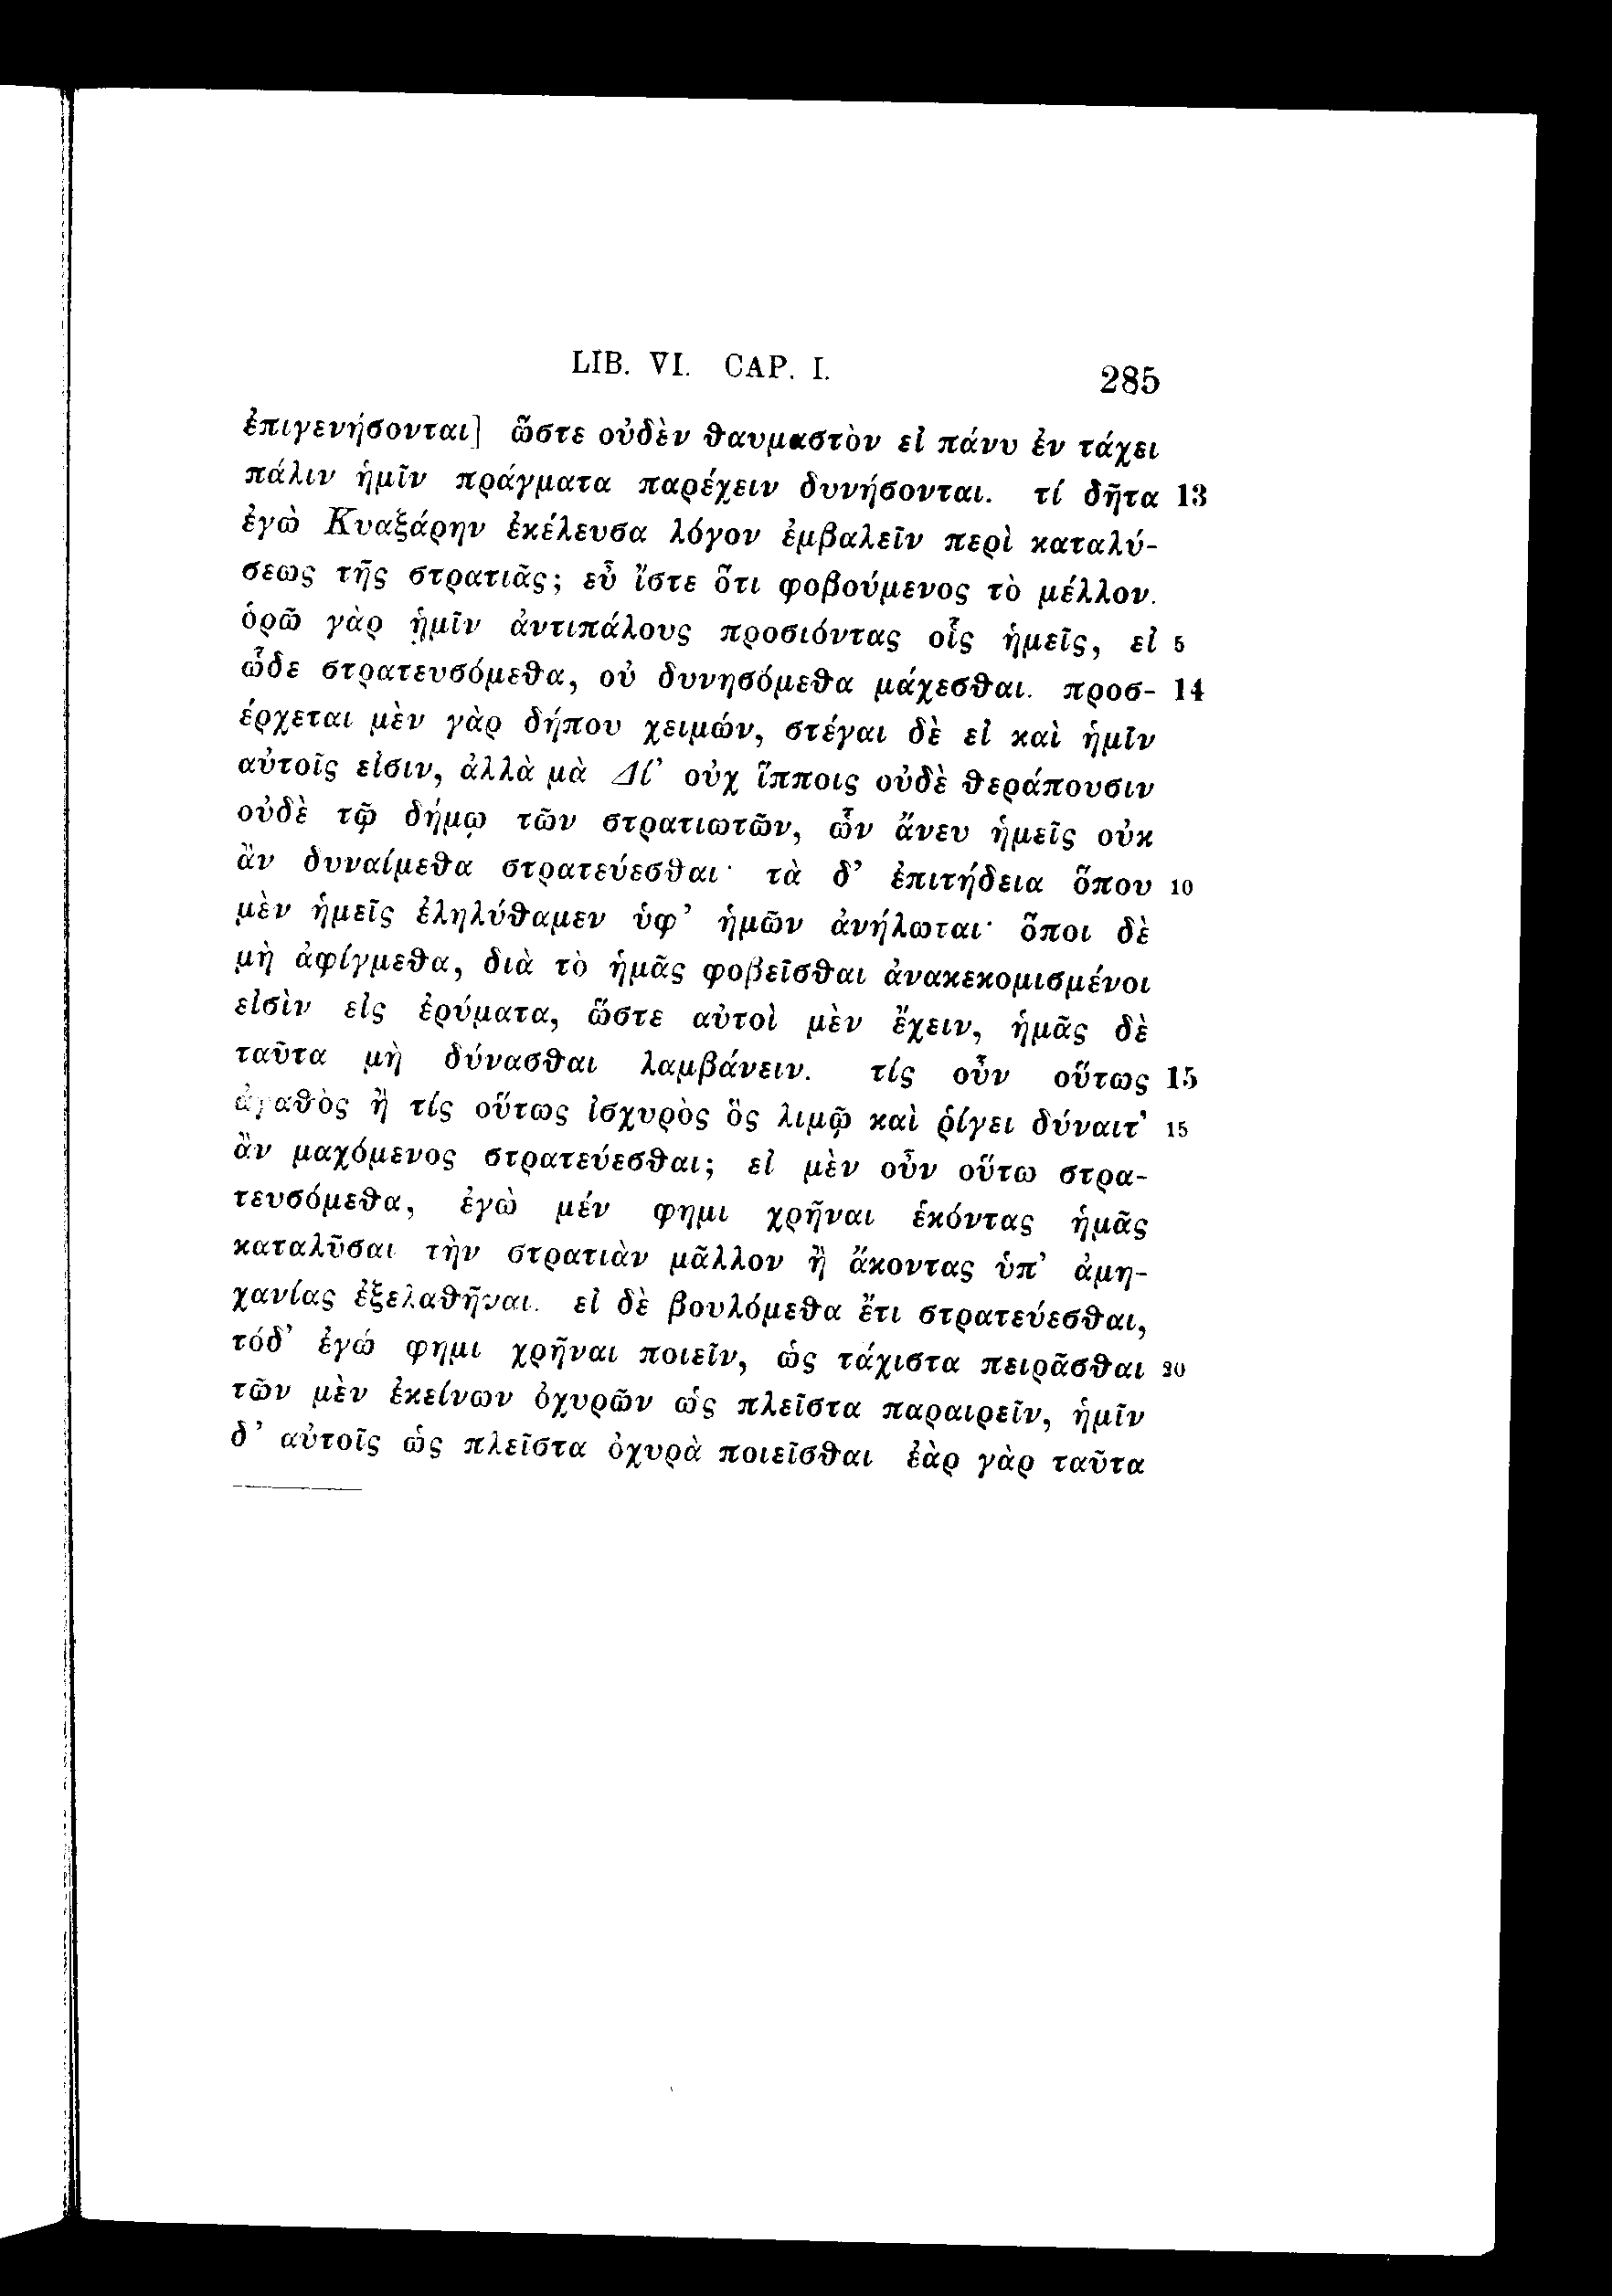 LIB. VI. CAP. I. 285
ἐπιγενήσονται] ὥστε οὐδὲν θαυμαστὸν εἰ πάνυ ἐν τάχει
πάλιν ἡμῖν πράγματα παρέχειν δυνήσονται. τί δῆτα 13
ἐγὼ Κυαξάρην ἐκέλευσα λόγον ἐμβαλεῖν περὶ καταλύ-
σεως τῆς στρατιᾶς; εὖ ἴστε ὅτι φοβούμενος τὸ μέλλον.
ὁρῶ γὰρ ἡμῖν ἀντιπάλους προσιόντας οἷς ἡμεῖς, εἰ 5
ὧδε στρατευσόμεθα, οὐ δυνησόμεθα μάχεσθαι. προσ- 14
έρχεται μὲν γὰρ δήπου χειμών, στέγαι δὲ εἰ καὶ ἡμῖν
αὐτοῖς εἰσιν, ἀλλὰ μὰ Δί' οὐχ ἵπποις οὐδὲ θεράπουσιν
οὐδὲ τῷ δήμῳ τῶν στρατιωτῶν, ὧν ἄνευ ἡμεῖς οὐκ
ἂν δυναίμεθα στρατεύεσθαι· τὰ δ' ἐπιτήδεια ὅπου 10
μὲν ἡμεῖς ἐληλύθαμεν ὑφ' ἡμῶν ἀνήλωται· ὅποι δὲ
μὴ ἀφίγμεθα, διὰ τὸ ἡμᾶς φοβεῖσθαι ἀνακεκομισμένοι
εἰσὶν εἰς ἐρύματα, ὥστε αὐτοὶ μὲν ἔχειν, ἡμᾶς δὲ
ταῦτα μὴ δύνασθαι λαμβάνειν. τίς οὖν οὕτως 15
ἀγαθὸς ἢ τίς οὕτως ἰσχυρὸς ὃς λιμῷ καὶ ῥίγει δύναιτ' 15
ἂν μαχόμενος στρατεύεσθαι; εἰ μὲν οὖν οὕτω στρα-
τευσόμεθα, ἐγὼ μέν φημι χρῆναι ἑκόντας ἡμᾶς
καταλῦσαι τὴν στρατιὰν μᾶλλον ἢ ἄκοντας ὑπ' ἀμη-
χανίας ἐξελαθῆναι. εἰ δὲ βουλόμεθα ἔτι στρατεύεσθαι,
τόδ' ἐγώ φημι χρῆναι ποιεῖν, ὡς τάχιστα πειρᾶσθαι 20
τῶν μὲν ἐκείνων ὀχυρῶν ὡς πλεῖστα παραιρεῖν, ἡμῖν
δ' αὐτοῖς ὡς πλεῖστα ὀχυρὰ ποιεῖσθαι ἐὰρ γὰρ ταῦτα